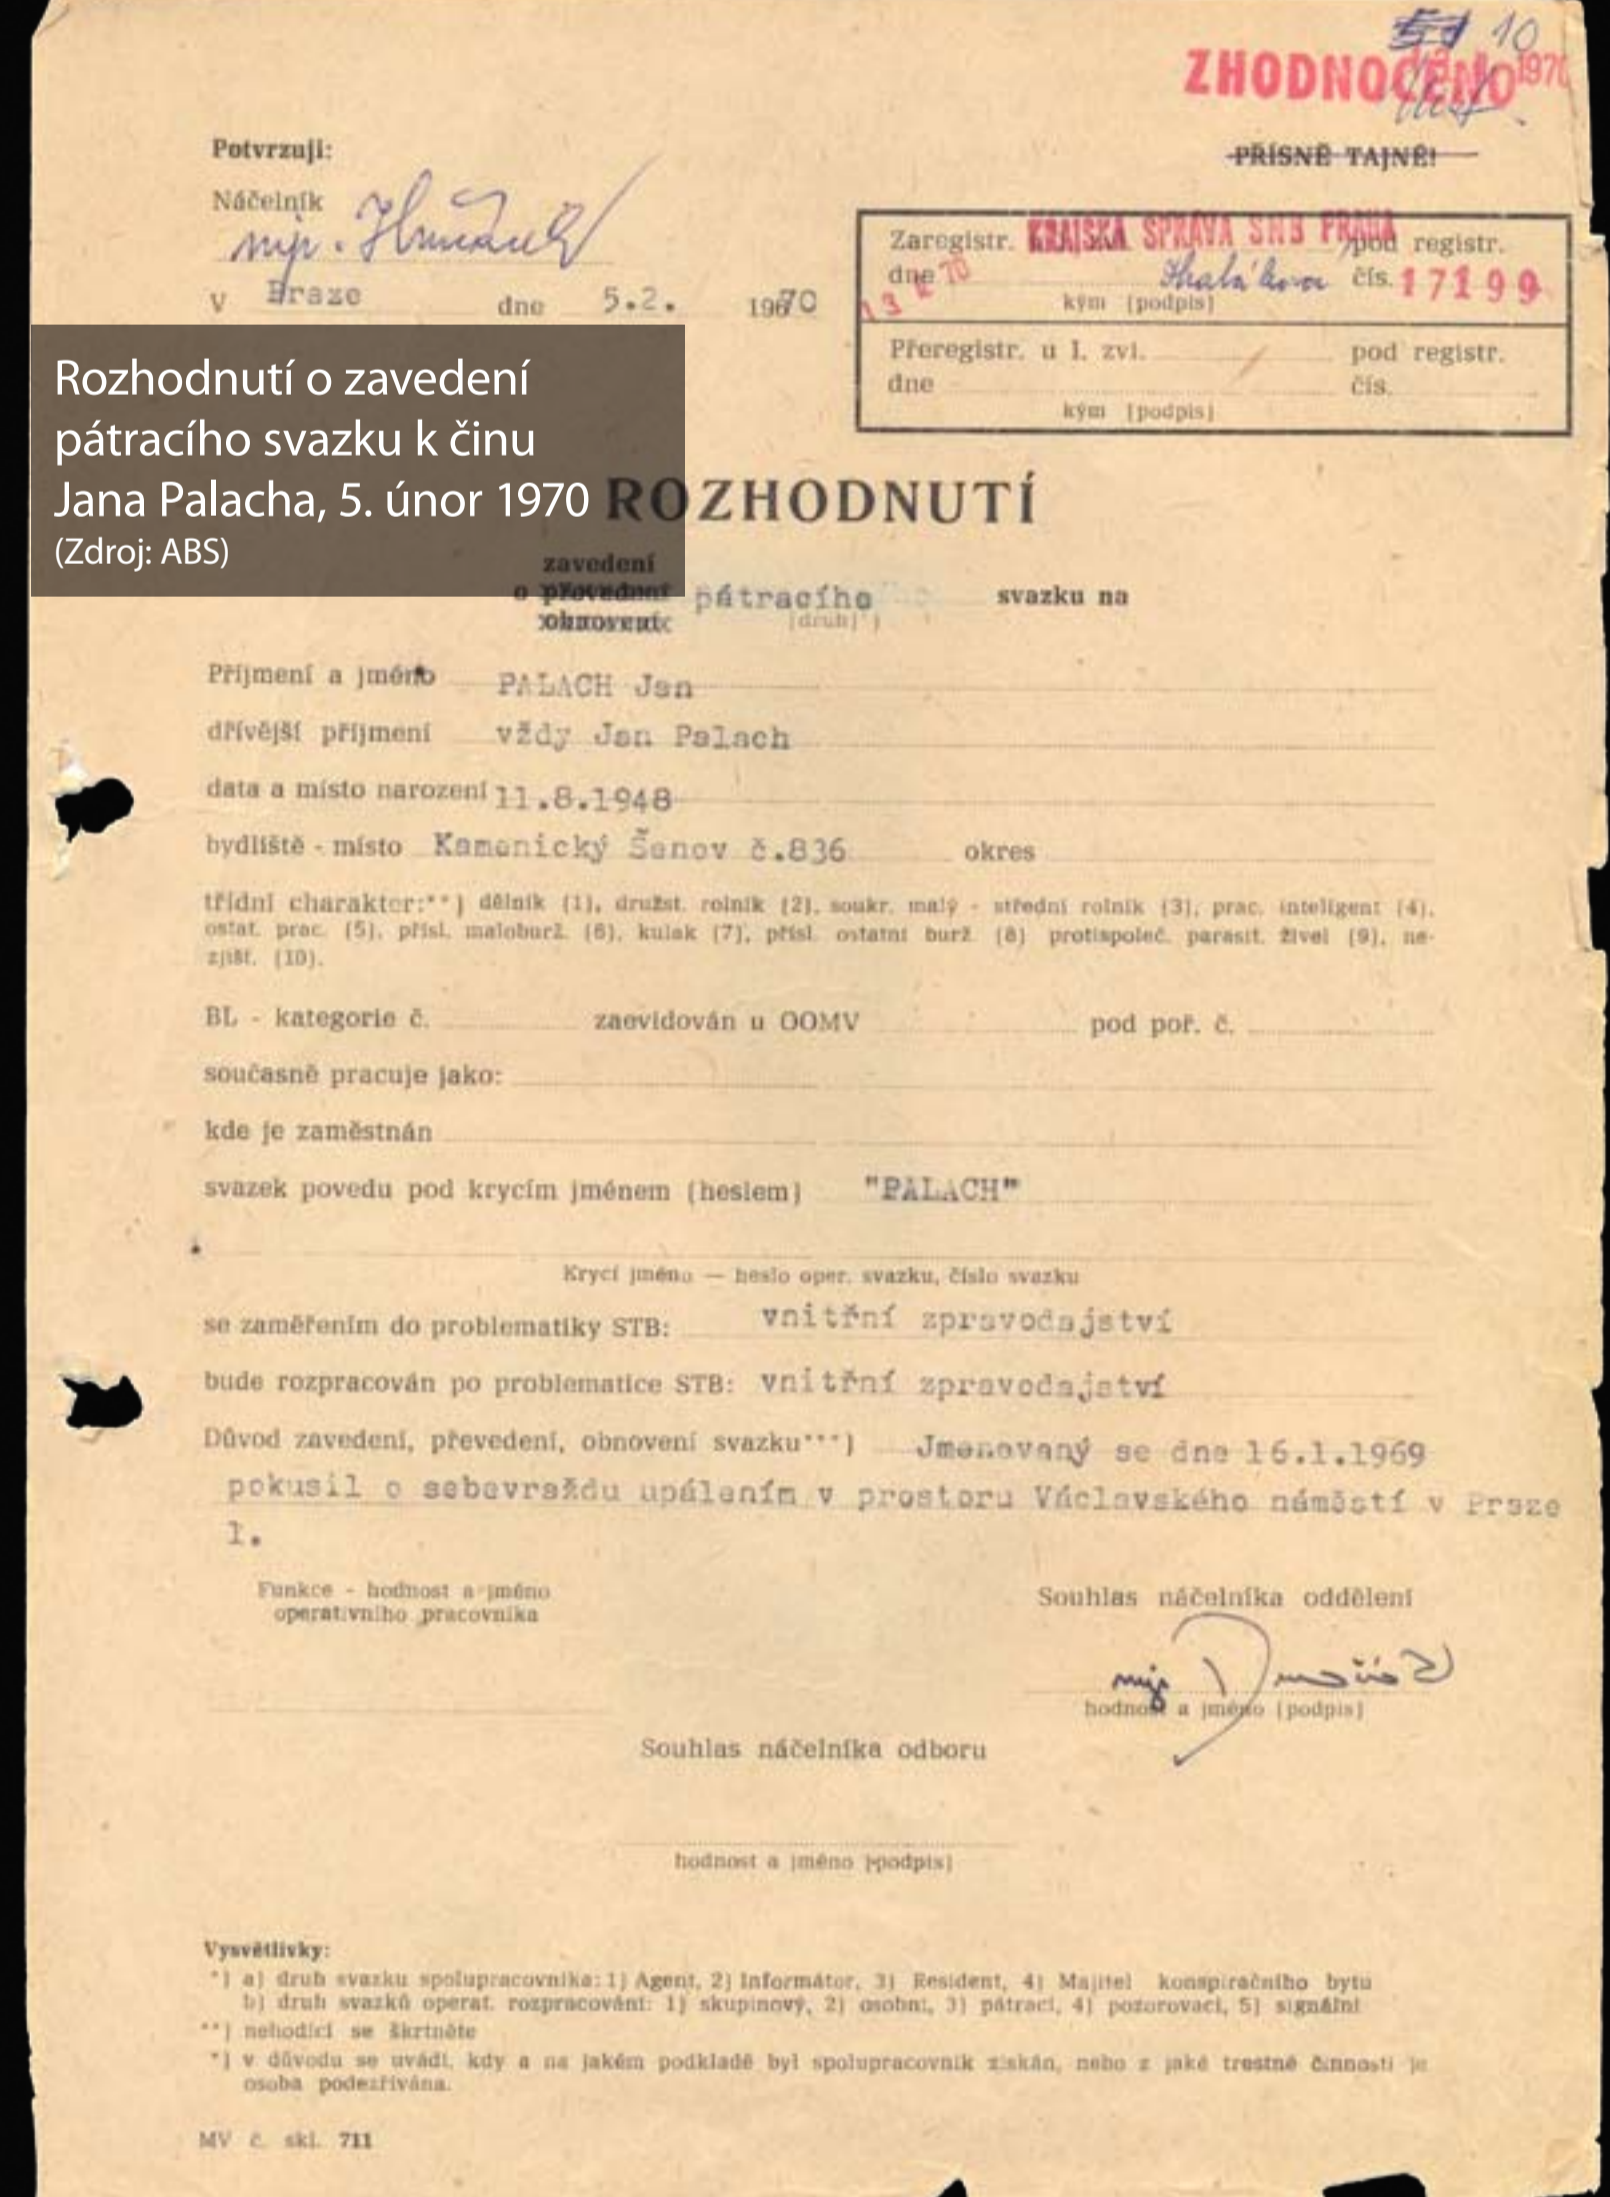 10
ZHODNOCENO
1970
PŘÍSNĚ TAJNÉ!
Potvrzuji:
Náčelník
mjr.
V Praze dne 5.2. 1970
Zaregistr. KRAJSKÁ SPRÁVA SNB PRAHA pod registr.
dne čís. 17199
kým (podpis)
Přeregistr. u I. zvl. pod registr.
dne čís.
kým (podpis)
Rozhodnutí o zavedení
pátracího svazku k činu
Jana Palacha, 5. únor 1970
(Zdroj: ABS)
ROZHODNUTÍ
zavedení
o převedení pátracího svazku na
obnovení (druh)*)
Příjmení a jméno PALACH Jan
dřívější příjmení vždy Jan Palach
data a místo narození 11.8.1948
bydliště - místo Kamenický Šenov č.836 okres
třídní charakter:**) dělník (1), družst. rolník (2), soukr. malý - střední rolník (3), prac. inteligent (4),
ostat. prac. (5), přísl. maloburž. (6), kulak (7), přísl. ostatní burž. (8) protispoleč. parasit. živel (9), ne-
zjišt. (10).
BL - kategorie č. zaevidován u OOMV pod poř. č.
současně pracuje jako:
kde je zaměstnán
svazek povedu pod krycím jménem (heslem) "PALACH"
Krycí jméno — heslo oper. svazku, číslo svazku
se zaměřením do problematiky STB: vnitřní zpravodajství
bude rozpracován po problematice STB: vnitřní zpravodajství
Důvod zavedení, převedení, obnovení svazku***) Jmenovaný se dne 16.1.1969
pokusil o sebevraždu upálením v prostoru Václavského náměstí v Praze
1.
Funkce - hodnost a jméno
operativního pracovníka
Souhlas náčelníka oddělení
mjr
hodnost a jméno (podpis)
Souhlas náčelníka odboru
hodnost a jméno (podpis)
Vysvětlivky:
*) a) druh svazku spolupracovníka: 1) Agent, 2) Informátor, 3) Resident, 4) Majitel konspiračního bytu
b) druh svazků operat. rozpracování: 1) skupinový, 2) osobní, 3) pátrací, 4) pozorovací, 5) signální
**) nehodící se škrtněte
*) v důvodu se uvádí, kdy a na jakém podkladě byl spolupracovník získán, nebo z jaké trestné činnosti je
osoba podezřívána.
MV č. skl. 711